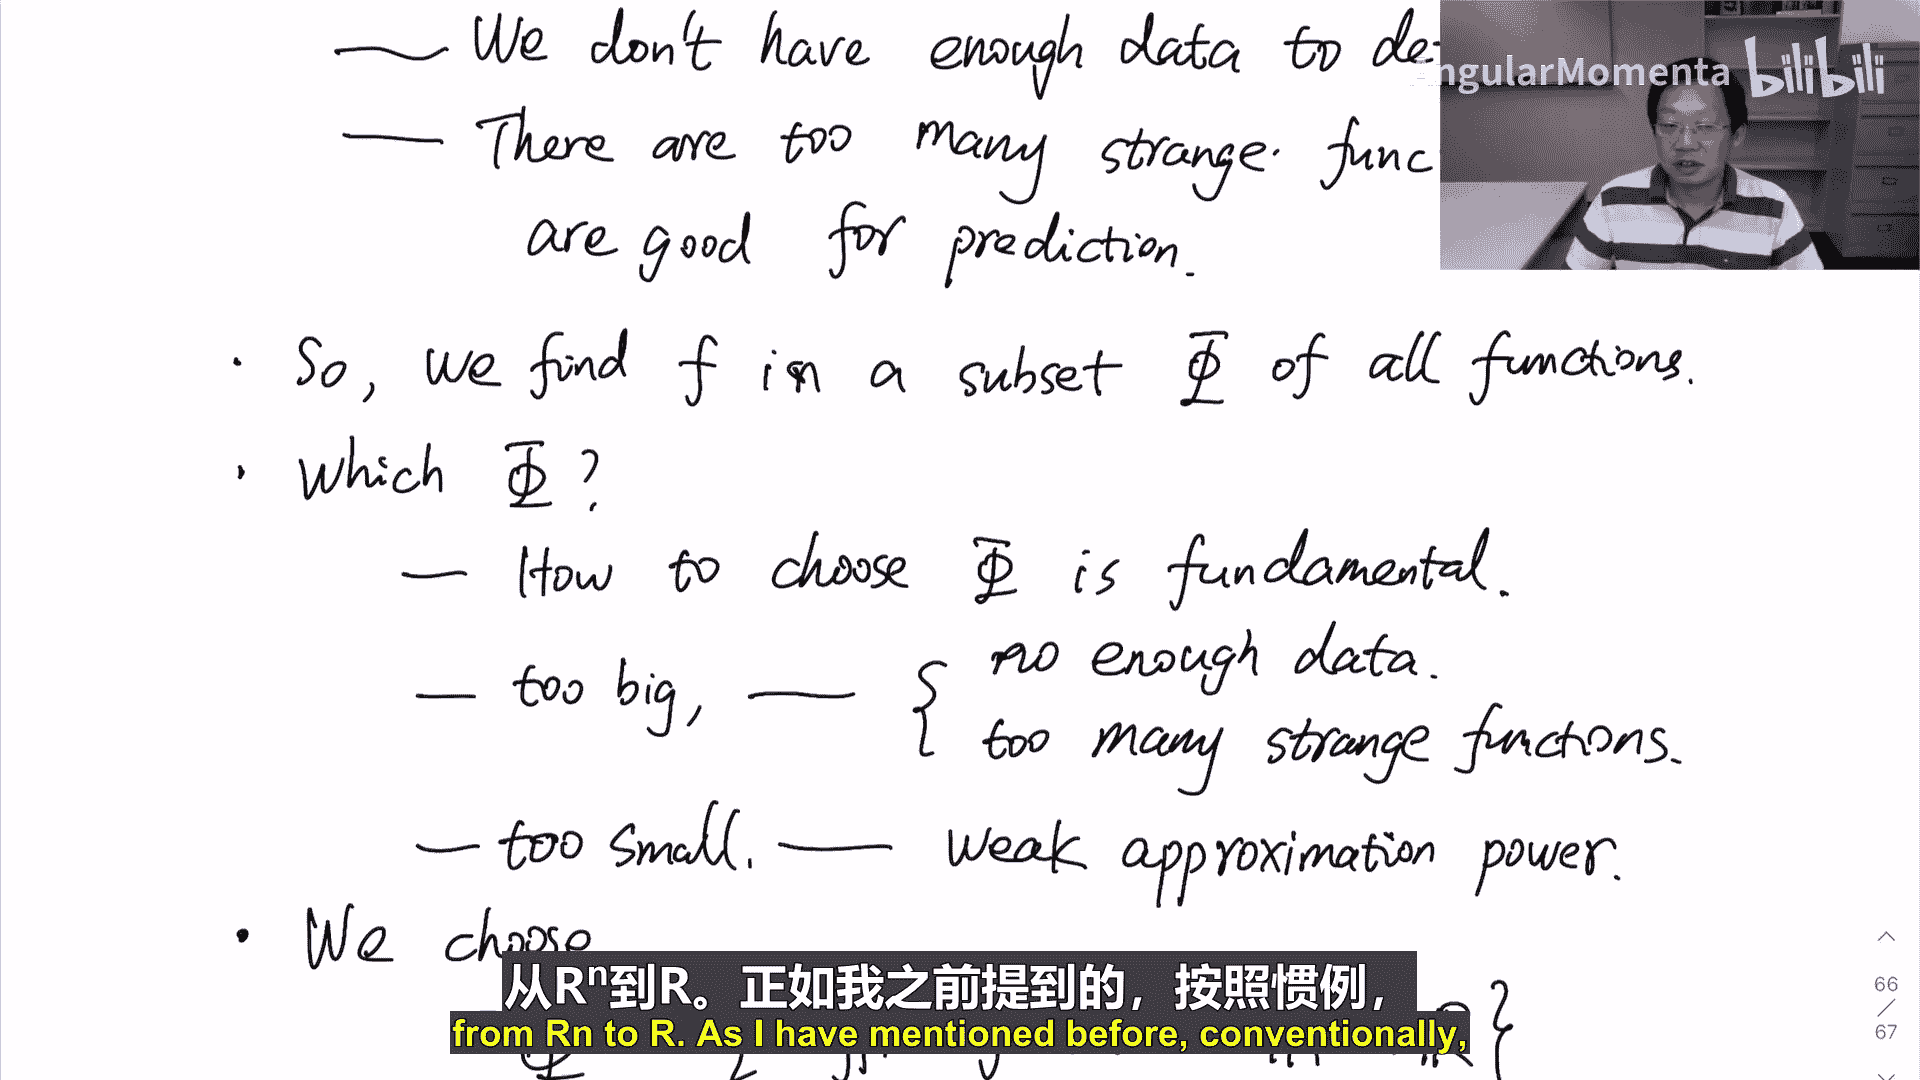 — We don't have enough data to de-
ngularMomenta bilibili
— There are too many strange func
are good for prediction.
· So, we find f in a subset Φ of all functions.
· Which Φ?
— How to choose Φ is fundamental.
— too big, — { no enough data.
too many strange functions.
— too small. — weak approximation power.
· We choose
从Rⁿ到R。正如我之前提到的，按照惯例，
from Rn to R. As I have mentioned before, conventionally,
66
/
67